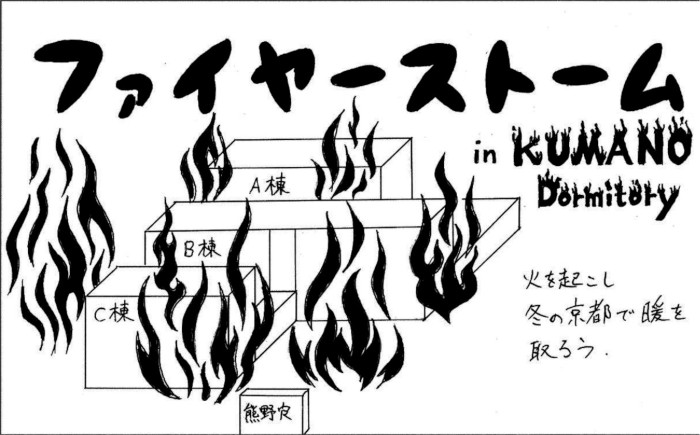 ファイヤーストーム
in KUMANO
Dormitory
A棟
B棟
C棟
火を起こし
冬の京都で暖を
取ろう.
熊野寮